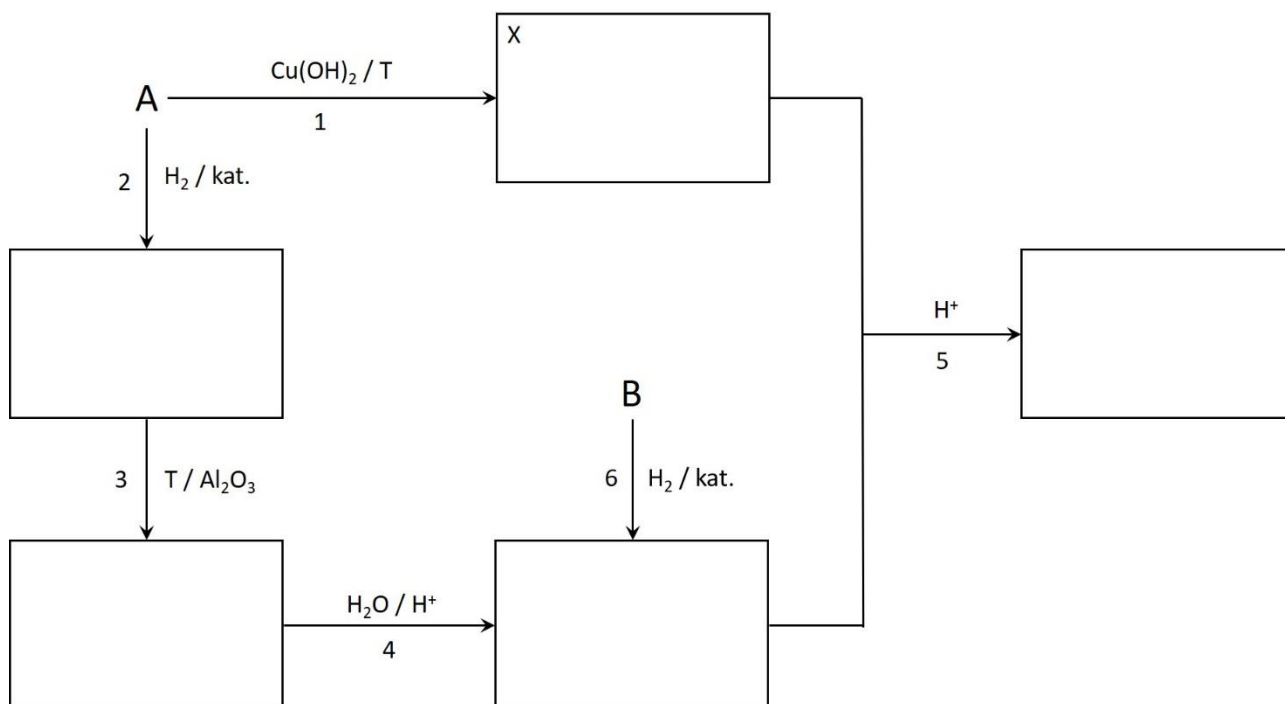 X
Cu(OH)₂ / T
A
1
2 H₂ / kat.
H⁺
5
B
3 T / Al₂O₃
6 H₂ / kat.
H₂O / H⁺
4